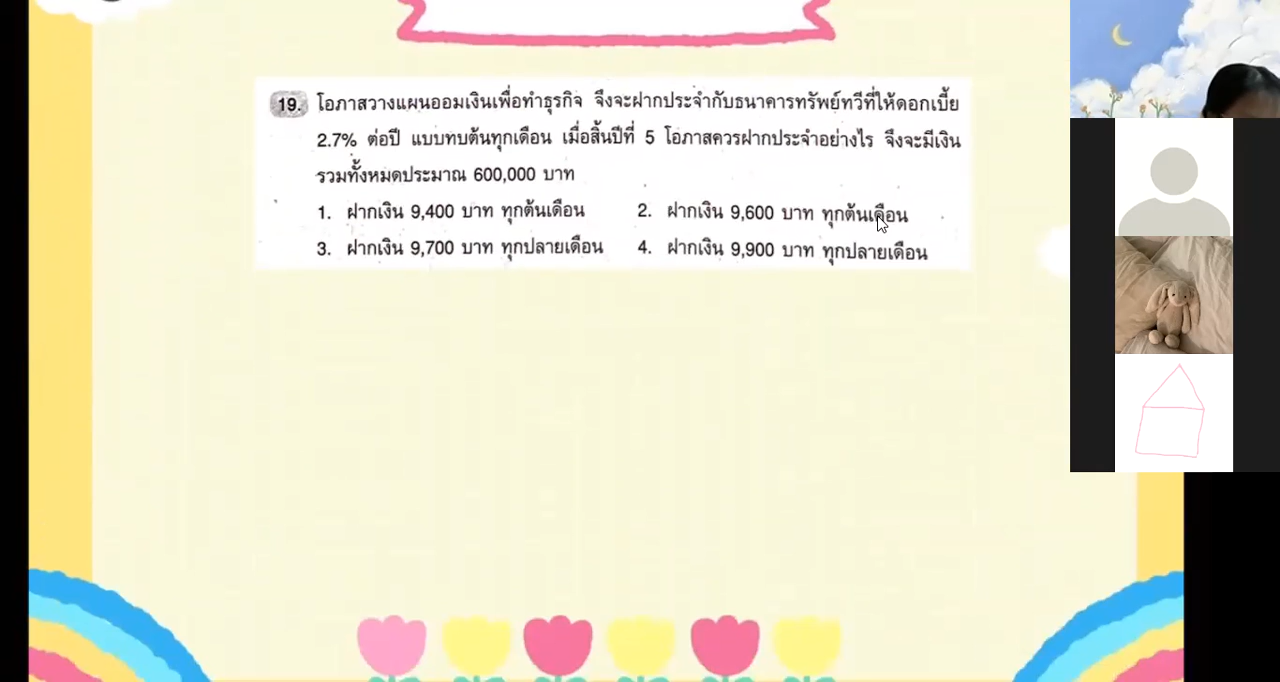 19. โอภาสวางแผนออมเงินเพื่อทำธุรกิจ จึงจะฝากประจำกับธนาคารทรัพย์ทวีที่ให้ดอกเบี้ย
2.7% ต่อปี แบบทบต้นทุกเดือน เมื่อสิ้นปีที่ 5 โอภาสควรฝากประจำอย่างไร จึงจะมีเงิน
รวมทั้งหมดประมาณ 600,000 บาท
1. ฝากเงิน 9,400 บาท ทุกต้นเดือน 2. ฝากเงิน 9,600 บาท ทุกต้นเดือน
3. ฝากเงิน 9,700 บาท ทุกปลายเดือน 4. ฝากเงิน 9,900 บาท ทุกปลายเดือน